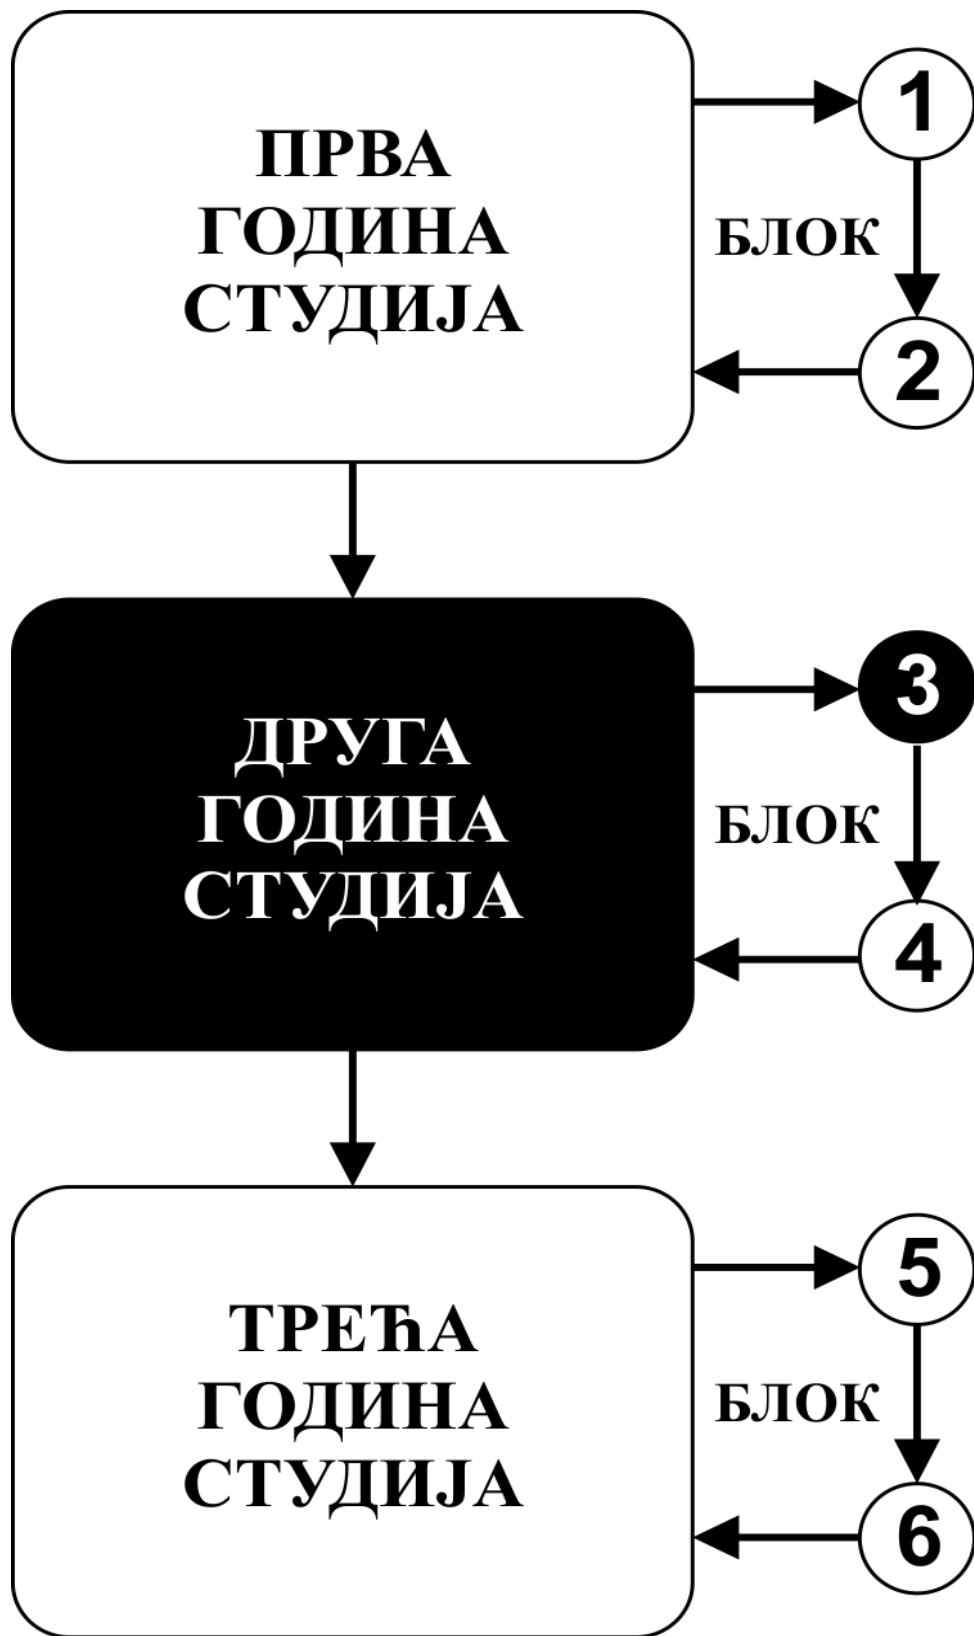 ПРВА
ГОДИНА
СТУДИЈА
1
БЛОК
2
ДРУГА
ГОДИНА
СТУДИЈА
3
БЛОК
4
ТРЕЋА
ГОДИНА
СТУДИЈА
5
БЛОК
6